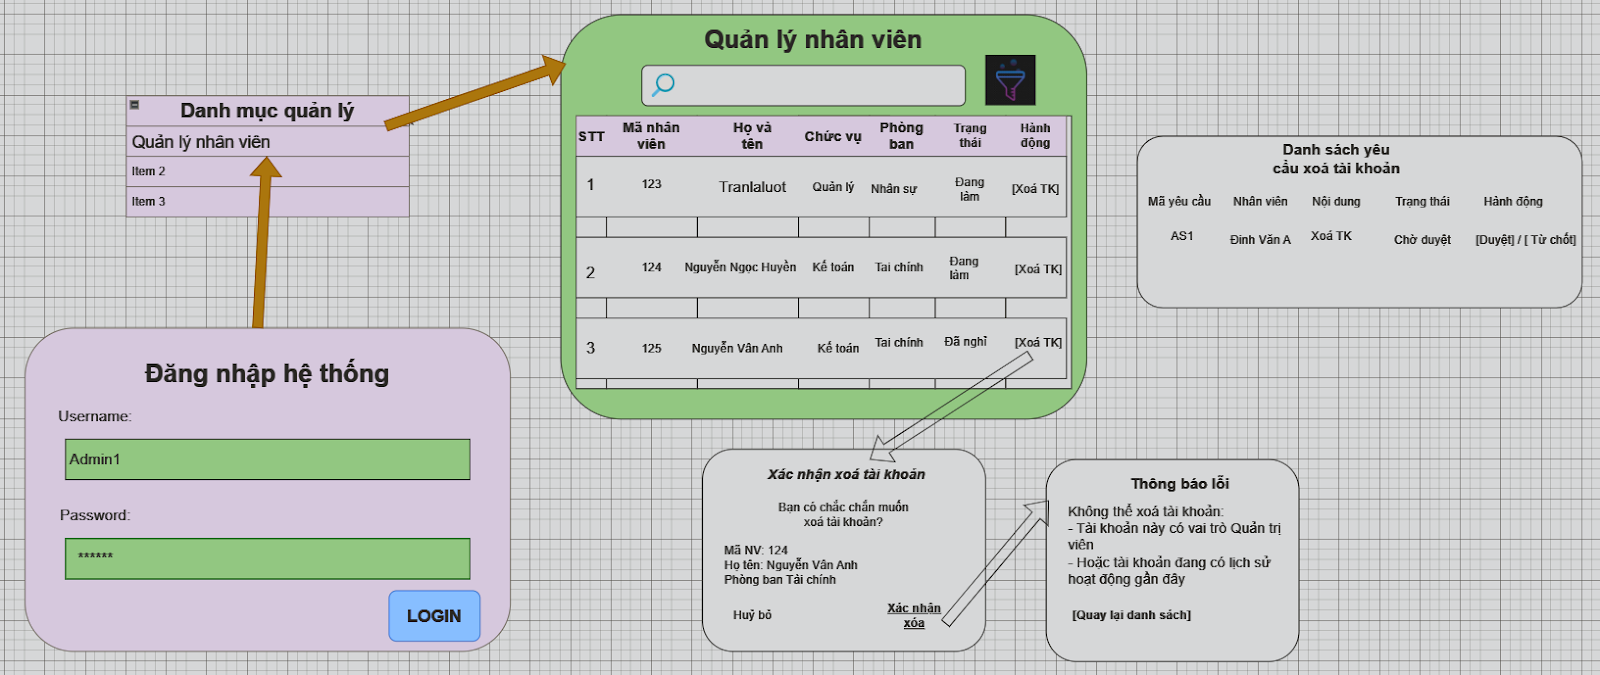 Danh mục quản lý
Quản lý nhân viên
Item 2
Item 3
Đăng nhập hệ thống
Username:
Admin1
Password:
******
LOGIN
Quản lý nhân viên
STT Mã nhân viên Họ và tên Chức vụ Phòng ban Trạng thái Hành động
1 123 Tranlaluot Quản lý Nhân sự Đang làm [Xoá TK]
2 124 Nguyễn Ngọc Huyền Kế toán Tai chính Đang làm [Xoá TK]
3 125 Nguyễn Vân Anh Kế toán Tai chính Đã nghỉ [Xoá TK]
Xác nhận xoá tài khoản
Bạn có chắc chắn muốn
xoá tài khoản?
Mã NV: 124
Họ tên: Nguyễn Vân Anh
Phòng ban Tài chính
Huỷ bỏ
Xác nhận
xóa
Thông báo lỗi
Không thể xoá tài khoản:
- Tài khoản này có vai trò Quản trị
viên
- Hoặc tài khoản đang có lịch sử
hoạt động gần đây
[Quay lại danh sách]
Danh sách yêu
cầu xoá tài khoản
Mã yêu cầu Nhân viên Nội dung Trạng thái Hành động
AS1 Đinh Văn A Xoá TK Chờ duyệt [Duyệt] / [ Từ chốt]